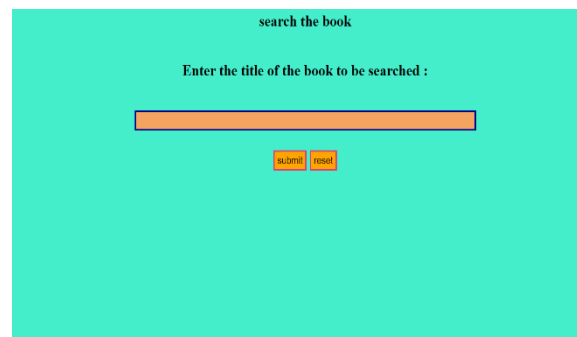 search the book
Enter the title of the book to be searched :
submit reset